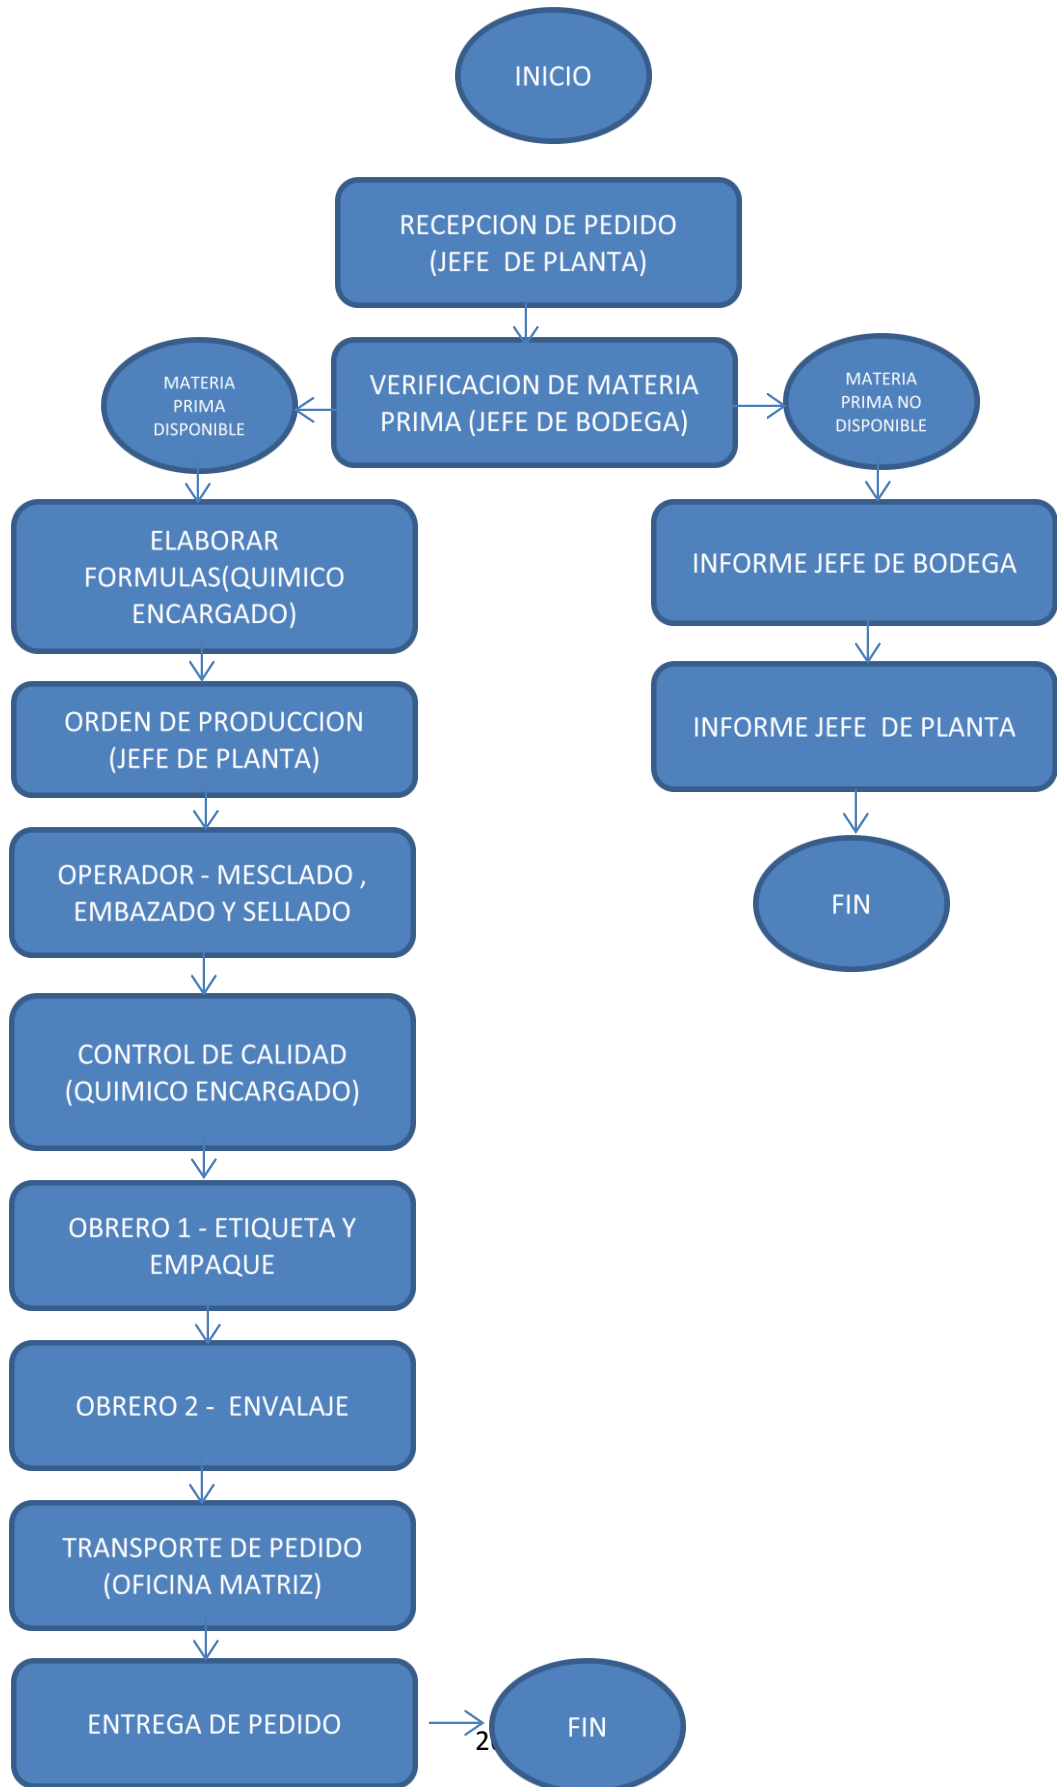 INICIO
RECEPCION DE PEDIDO
(JEFE DE PLANTA)
VERIFICACION DE MATERIA
PRIMA (JEFE DE BODEGA)
MATERIA
PRIMA
DISPONIBLE
MATERIA
PRIMA NO
DISPONIBLE
ELABORAR
FORMULAS(QUIMICO
ENCARGADO)
INFORME JEFE DE BODEGA
ORDEN DE PRODUCCION
(JEFE DE PLANTA)
INFORME JEFE DE PLANTA
OPERADOR - MESCLADO ,
EMBAZADO Y SELLADO
FIN
CONTROL DE CALIDAD
(QUIMICO ENCARGADO)
OBRERO 1 - ETIQUETA Y
EMPAQUE
OBRERO 2 - ENVALAJE
TRANSPORTE DE PEDIDO
(OFICINA MATRIZ)
ENTREGA DE PEDIDO
FIN